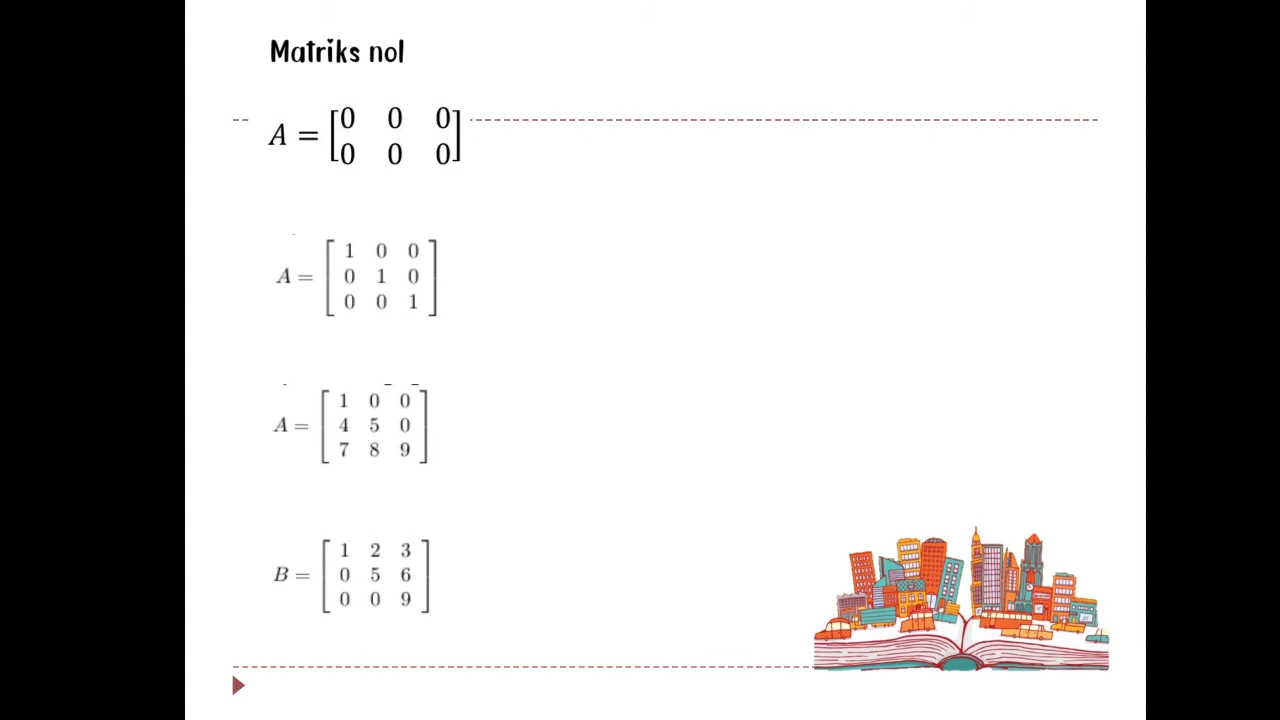 Matriks nol
A = [0 0 0
0 0 0]
A = [1 0 0
0 1 0
0 0 1]
A = [1 0 0
4 5 0
7 8 9]
B = [1 2 3
0 5 6
0 0 9]